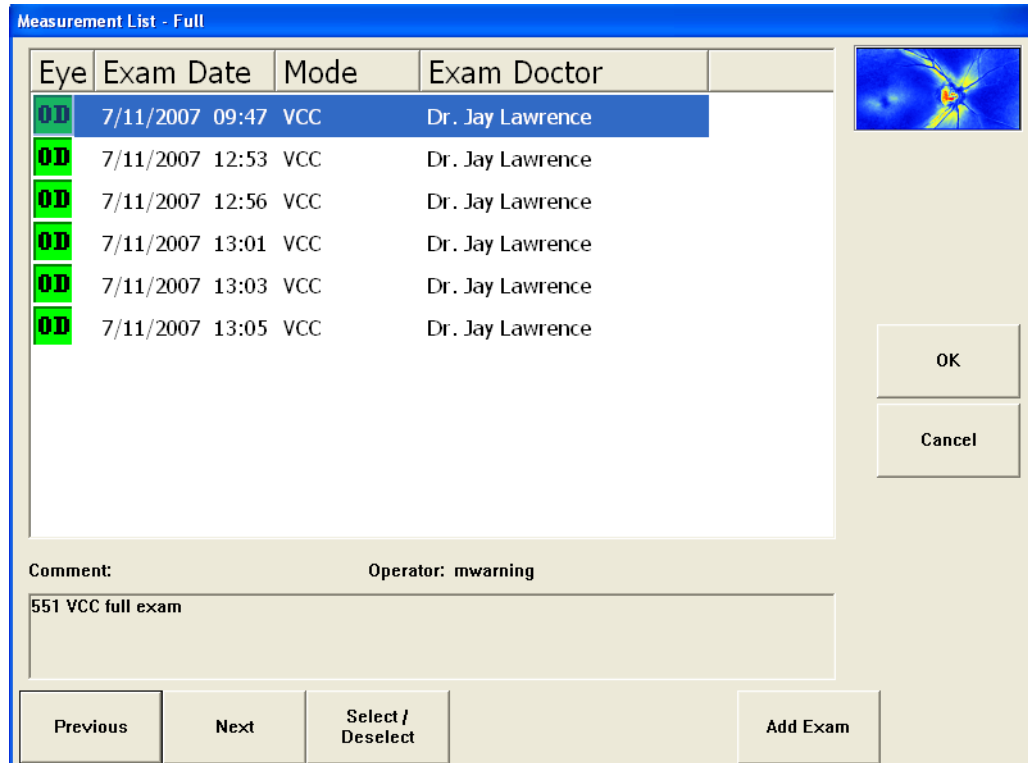 Measurement List - Full
Eye Exam Date Mode Exam Doctor
OD 7/11/2007 09:47 VCC Dr. Jay Lawrence
OD 7/11/2007 12:53 VCC Dr. Jay Lawrence
OD 7/11/2007 12:56 VCC Dr. Jay Lawrence
OD 7/11/2007 13:01 VCC Dr. Jay Lawrence
OD 7/11/2007 13:03 VCC Dr. Jay Lawrence
OD 7/11/2007 13:05 VCC Dr. Jay Lawrence
OK
Cancel
Comment: Operator: mwarning
551 VCC full exam
Previous Next Select / Deselect Add Exam